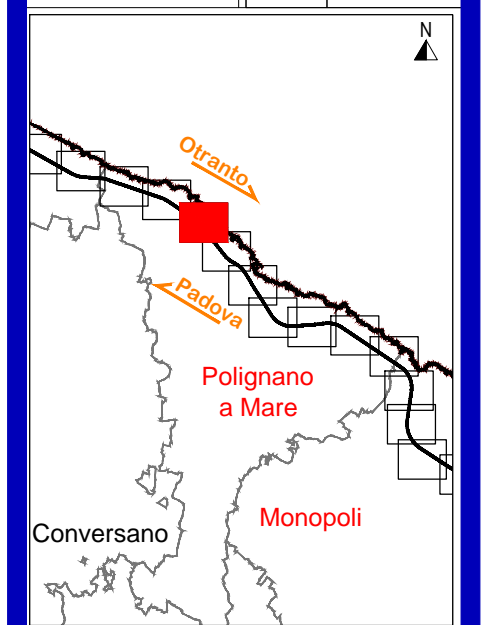 N
Otranto
Padova
Polignano
a Mare
Monopoli
Conversano